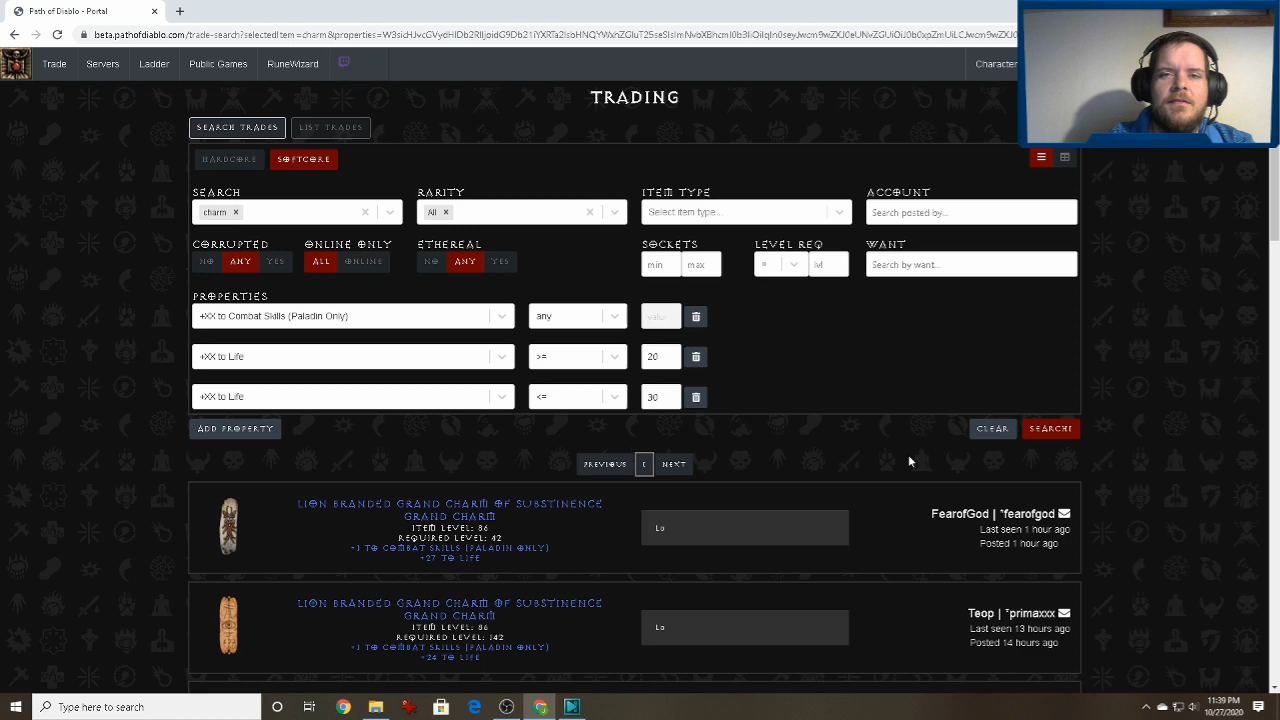 Path of Diablo - Portal
Trade Servers Ladder Public Games RuneWizard Character
TRADING
SEARCH TRADES LIST TRADES
HARDCORE SOFTCORE
SEARCH RARITY ITEM TYPE ACCOUNT
charm All Select item type... Search posted by...
CORRUPTED ONLINE ONLY ETHEREAL SOCKETS LEVEL REQ WANT
NO ANY YES ALL ONLINE NO ANY YES min max = lvl Search by want...
PROPERTIES
+XX to Combat Skills (Paladin Only) any value
+XX to Life >= 20
+XX to Life <= 30
ADD PROPERTY CLEAR SEARCH!
PREVIOUS 1 NEXT
LION BRANDED GRAND CHARM OF SUBSTINENCE
GRAND CHARM
ITEM LEVEL: 86
REQUIRED LEVEL: 42
+1 TO COMBAT SKILLS (PALADIN ONLY)
+27 TO LIFE
Lo
FearofGod | *fearofgod
Last seen 1 hour ago
Posted 1 hour ago
LION BRANDED GRAND CHARM OF SUBSTINENCE
GRAND CHARM
ITEM LEVEL: 86
REQUIRED LEVEL: 42
+1 TO COMBAT SKILLS (PALADIN ONLY)
+24 TO LIFE
Lo
Teop | *primaxxx
Last seen 13 hours ago
Posted 14 hours ago
Type here to search
11:39 PM
10/27/2020